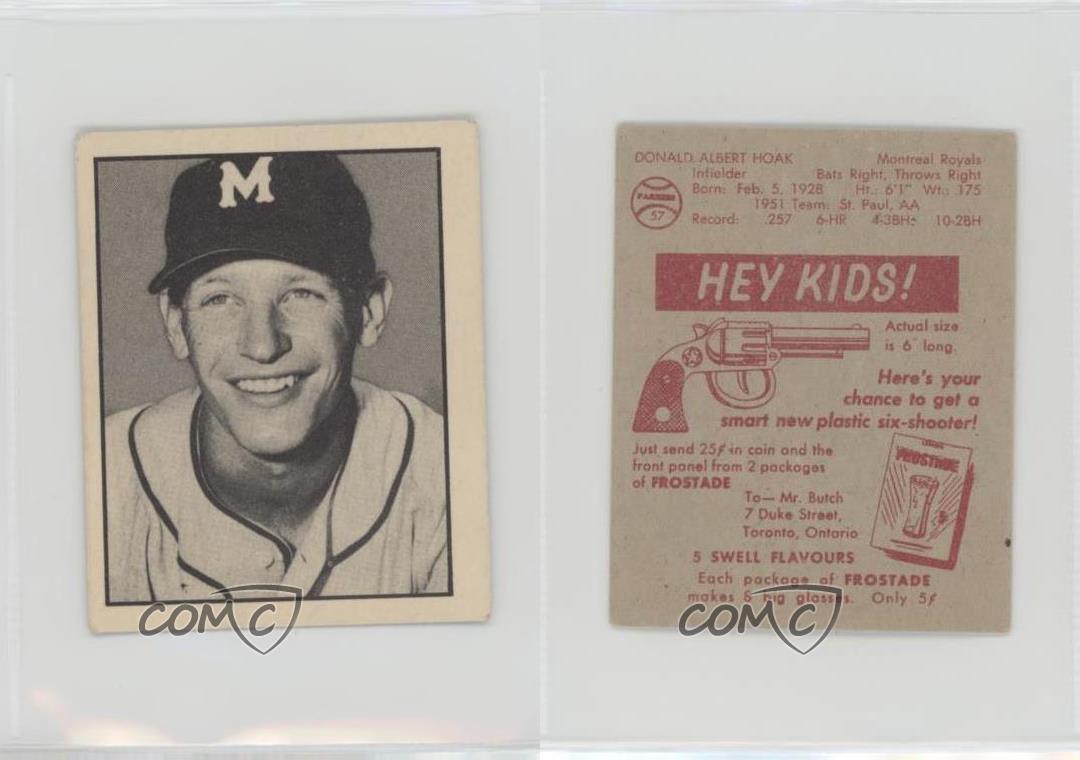 M
COMC
DONALD ALBERT HOAK Montreal Royals
Infielder Bats Right, Throws Right
Born: Feb. 5, 1928 Ht.: 6'1" Wt.: 175
1951 Team: St. Paul, AA
Record: .257 6-HR 4-3BH 10-2BH
PARKIES
57
HEY KIDS!
Actual size
is 6" long.
Here's your
chance to get a
smart new plastic six-shooter!
Just send 25¢ in coin and the
front panel from 2 packages
of FROSTADE
To— Mr. Butch
7 Duke Street,
Toronto, Ontario
FROSTADE
5 SWELL FLAVOURS
Each package of FROSTADE
makes 8 big glasses. Only 5¢
COMC